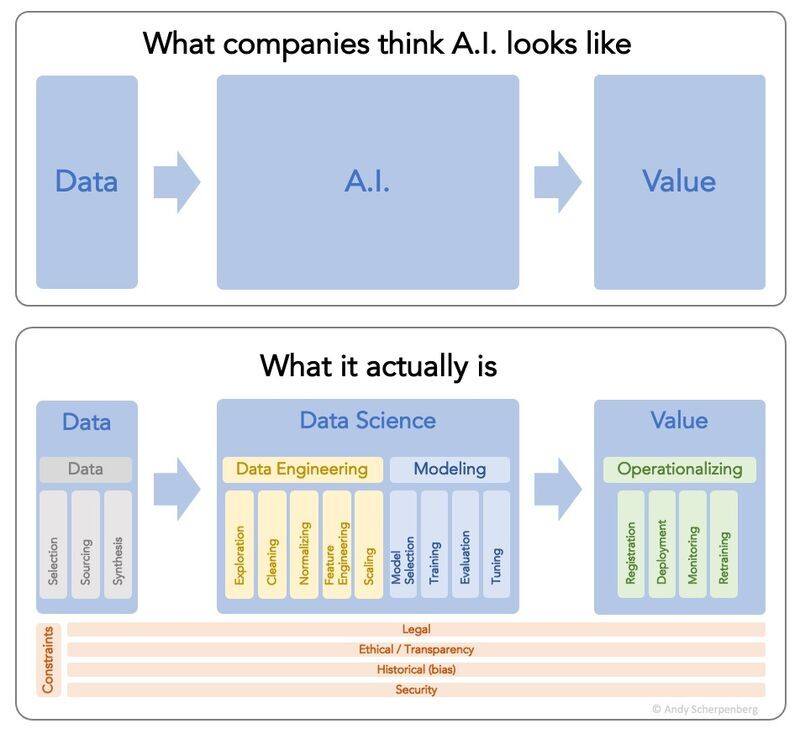 What companies think A.I. looks like
Data
A.I.
Value
What it actually is
Data
Data Science
Value
Data
Data Engineering
Modeling
Operationalizing
Selection
Sourcing
Synthesis
Exploration
Cleaning
Normalizing
Feature
Engineering
Scaling
Model
Selection
Training
Evaluation
Tuning
Registration
Deployment
Monitoring
Retraining
Constraints
Legal
Ethical / Transparency
Historical (bias)
Security
© Andy Scherpenberg